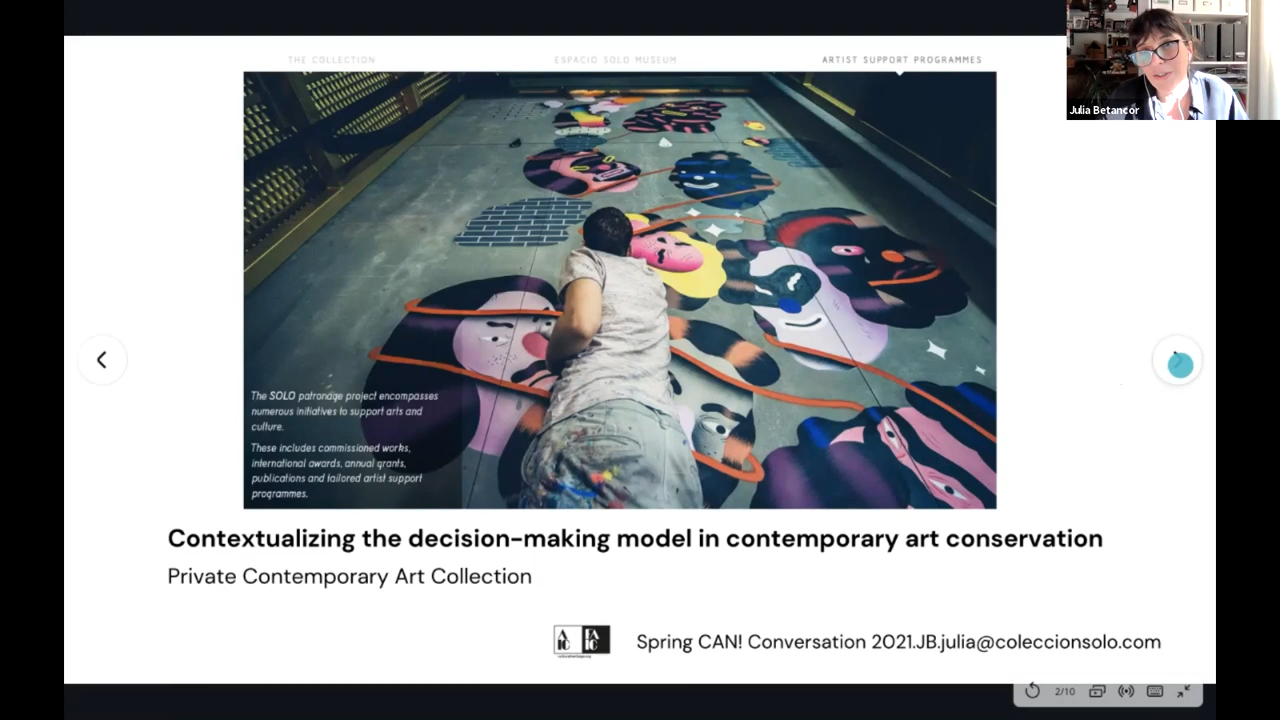 THE COLLECTION
ESPACIO SOLO MUSEUM
ARTIST SUPPORT PROGRAMMES
Julia Betancor
The SOLO patronage project encompasses
numerous initiatives to support arts and
culture.
These includes commissioned works,
international awards, annual grants,
publications and tailored artist support
programmes.
Contextualizing the decision-making model in contemporary art conservation
Private Contemporary Art Collection
Spring CAN! Conversation 2021.JB.julia@coleccionsolo.com
2/10